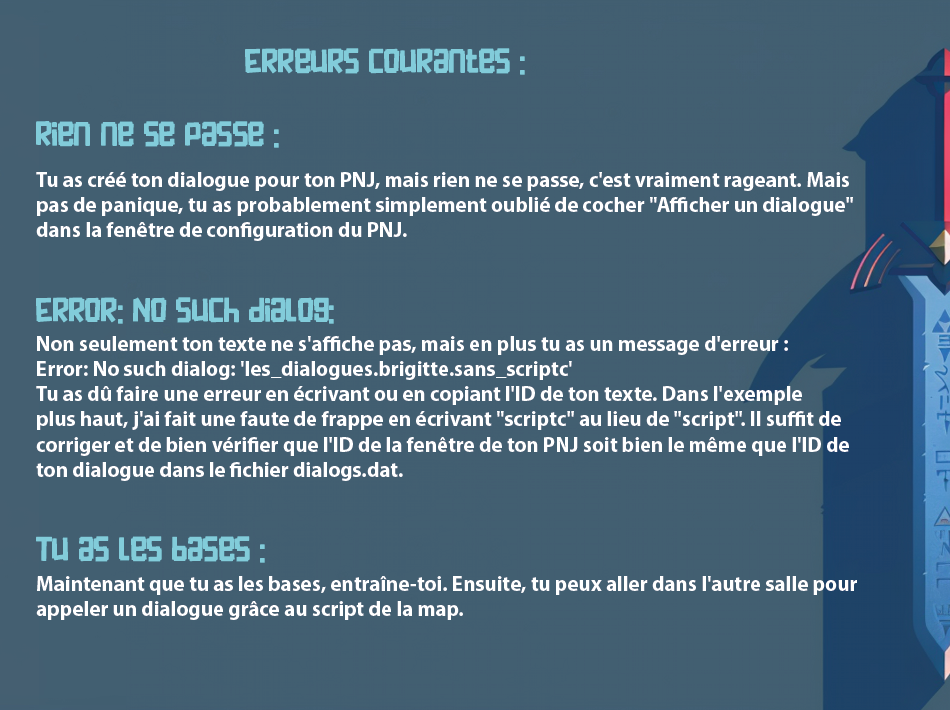 Erreurs courantes :
Rien ne se passe :
Tu as créé ton dialogue pour ton PNJ, mais rien ne se passe, c'est vraiment rageant. Mais
pas de panique, tu as probablement simplement oublié de cocher "Afficher un dialogue"
dans la fenêtre de configuration du PNJ.
ERROR: No such dialog:
Non seulement ton texte ne s'affiche pas, mais en plus tu as un message d'erreur :
Error: No such dialog: 'les_dialogues.brigitte.sans_scriptc'
Tu as dû faire une erreur en écrivant ou en copiant l'ID de ton texte. Dans l'exemple
plus haut, j'ai fait une faute de frappe en écrivant "scriptc" au lieu de "script". Il suffit de
corriger et de bien vérifier que l'ID de la fenêtre de ton PNJ soit bien le même que l'ID de
ton dialogue dans le fichier dialogs.dat.
Tu as les bases :
Maintenant que tu as les bases, entraîne-toi. Ensuite, tu peux aller dans l'autre salle pour
appeler un dialogue grâce au script de la map.